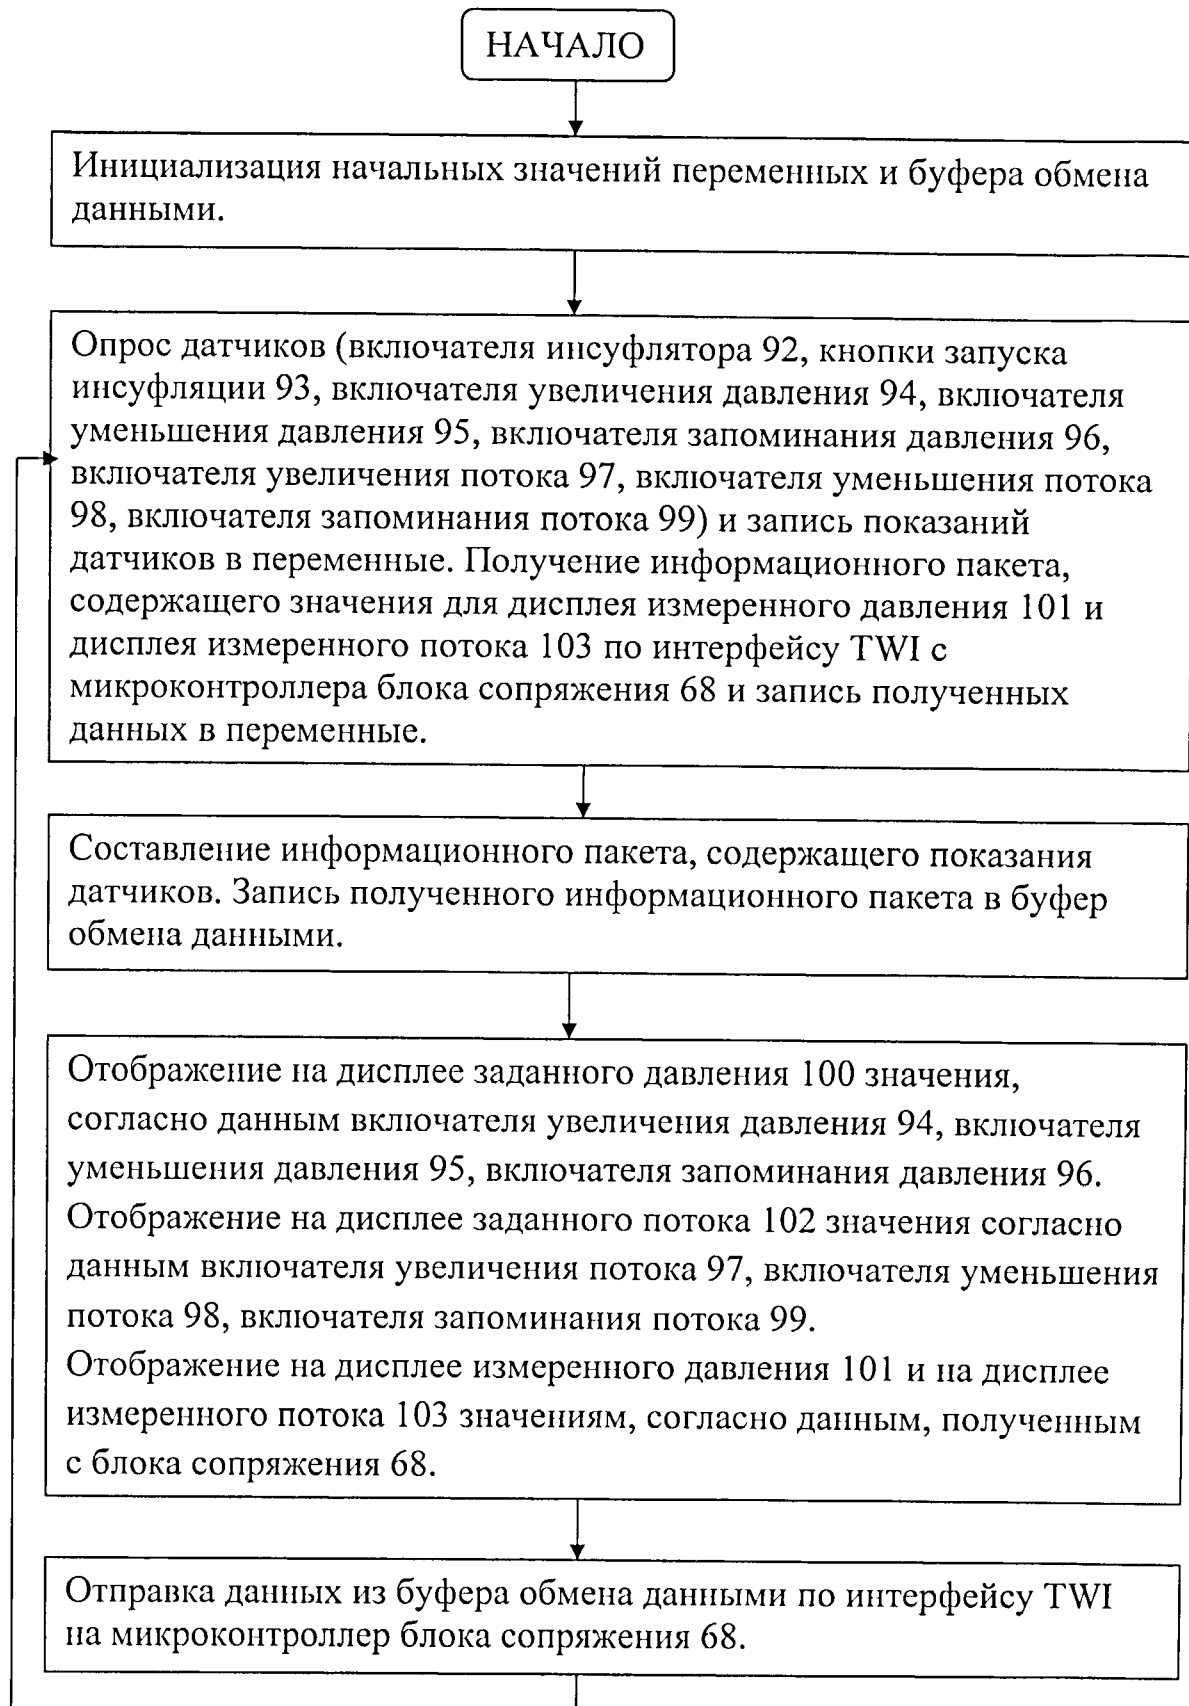 НАЧАЛО
Инициализация начальных значений переменных и буфера обмена
данными.
Опрос датчиков (включателя инсуфлятора 92, кнопки запуска
инсуфляции 93, включателя увеличения давления 94, включателя
уменьшения давления 95, включателя запоминания давления 96,
включателя увеличения потока 97, включателя уменьшения потока
98, включателя запоминания потока 99) и запись показаний
датчиков в переменные. Получение информационного пакета,
содержащего значения для дисплея измеренного давления 101 и
дисплея измеренного потока 103 по интерфейсу TWI с
микроконтроллера блока сопряжения 68 и запись полученных
данных в переменные.
Составление информационного пакета, содержащего показания
датчиков. Запись полученного информационного пакета в буфер
обмена данными.
Отображение на дисплее заданного давления 100 значения,
согласно данным включателя увеличения давления 94, включателя
уменьшения давления 95, включателя запоминания давления 96.
Отображение на дисплее заданного потока 102 значения согласно
данным включателя увеличения потока 97, включателя уменьшения
потока 98, включателя запоминания потока 99.
Отображение на дисплее измеренного давления 101 и на дисплее
измеренного потока 103 значениям, согласно данным, полученным
с блока сопряжения 68.
Отправка данных из буфера обмена данными по интерфейсу TWI
на микроконтроллер блока сопряжения 68.